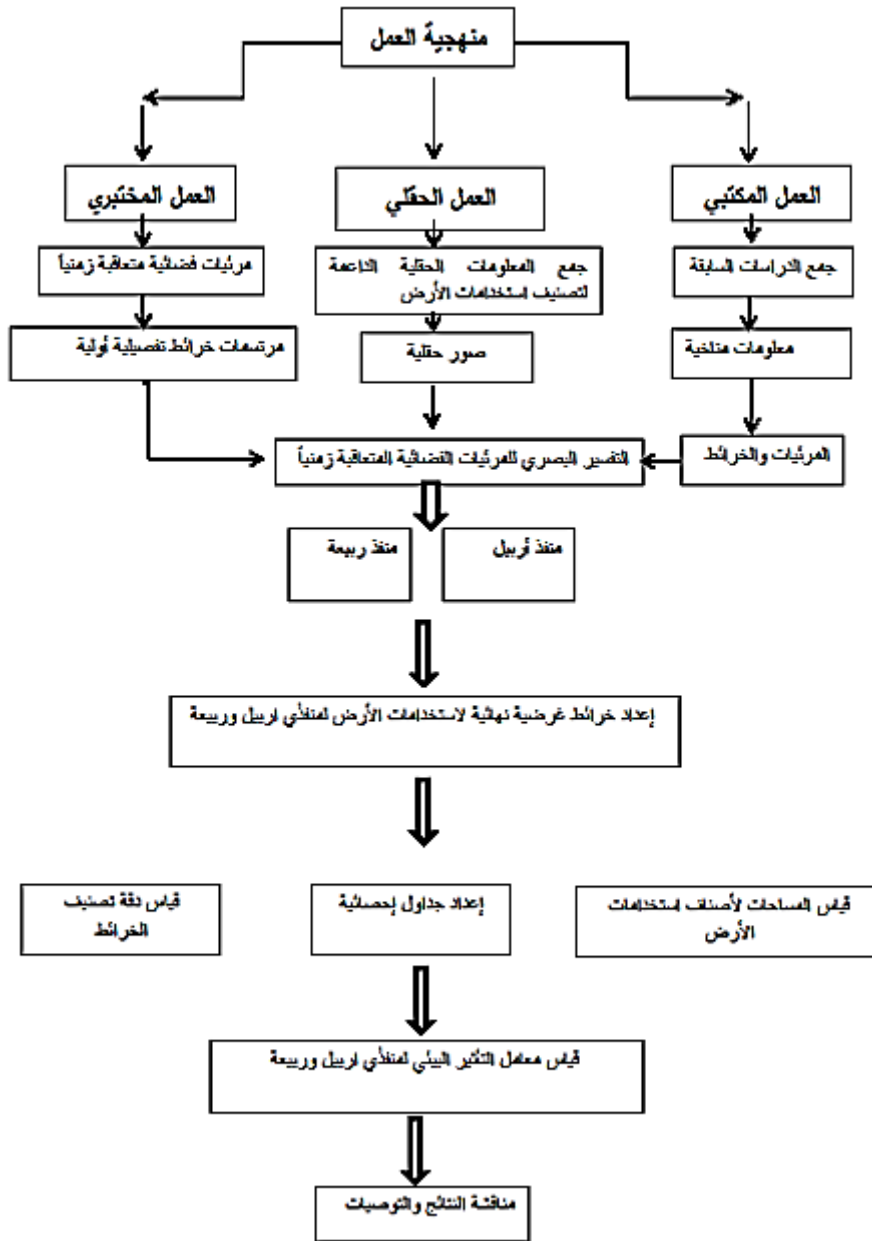 منهجية العمل
العمل المكتبي
العمل الحقلي
العمل المختبري
جمع الدراسات السابقة
جمع المعلومات الحقلية الداعمة
لتصنيف استخدامات الأرض
مرئيات فضائية متعاقبة زمنياً
معلومات مناخية
صور حقلية
مرتسمات خرائط تفصيلية أولية
المرئيات والخرائط
التفسير البصري للمرئيات الفضائية المتعاقبة زمنياً
منفذ أربيل
منفذ ربيعة
إعداد خرائط غرضية نهائية لاستخدامات الأرض لمنفذي اربيل وربيعة
قياس المساحات لأصناف استخدامات
الأرض
إعداد جداول إحصائية
قياس دقة تصنيف
الخرائط
قياس معامل التأثير البيئي لمنفذي اربيل وربيعة
مناقشة النتائج والتوصيات